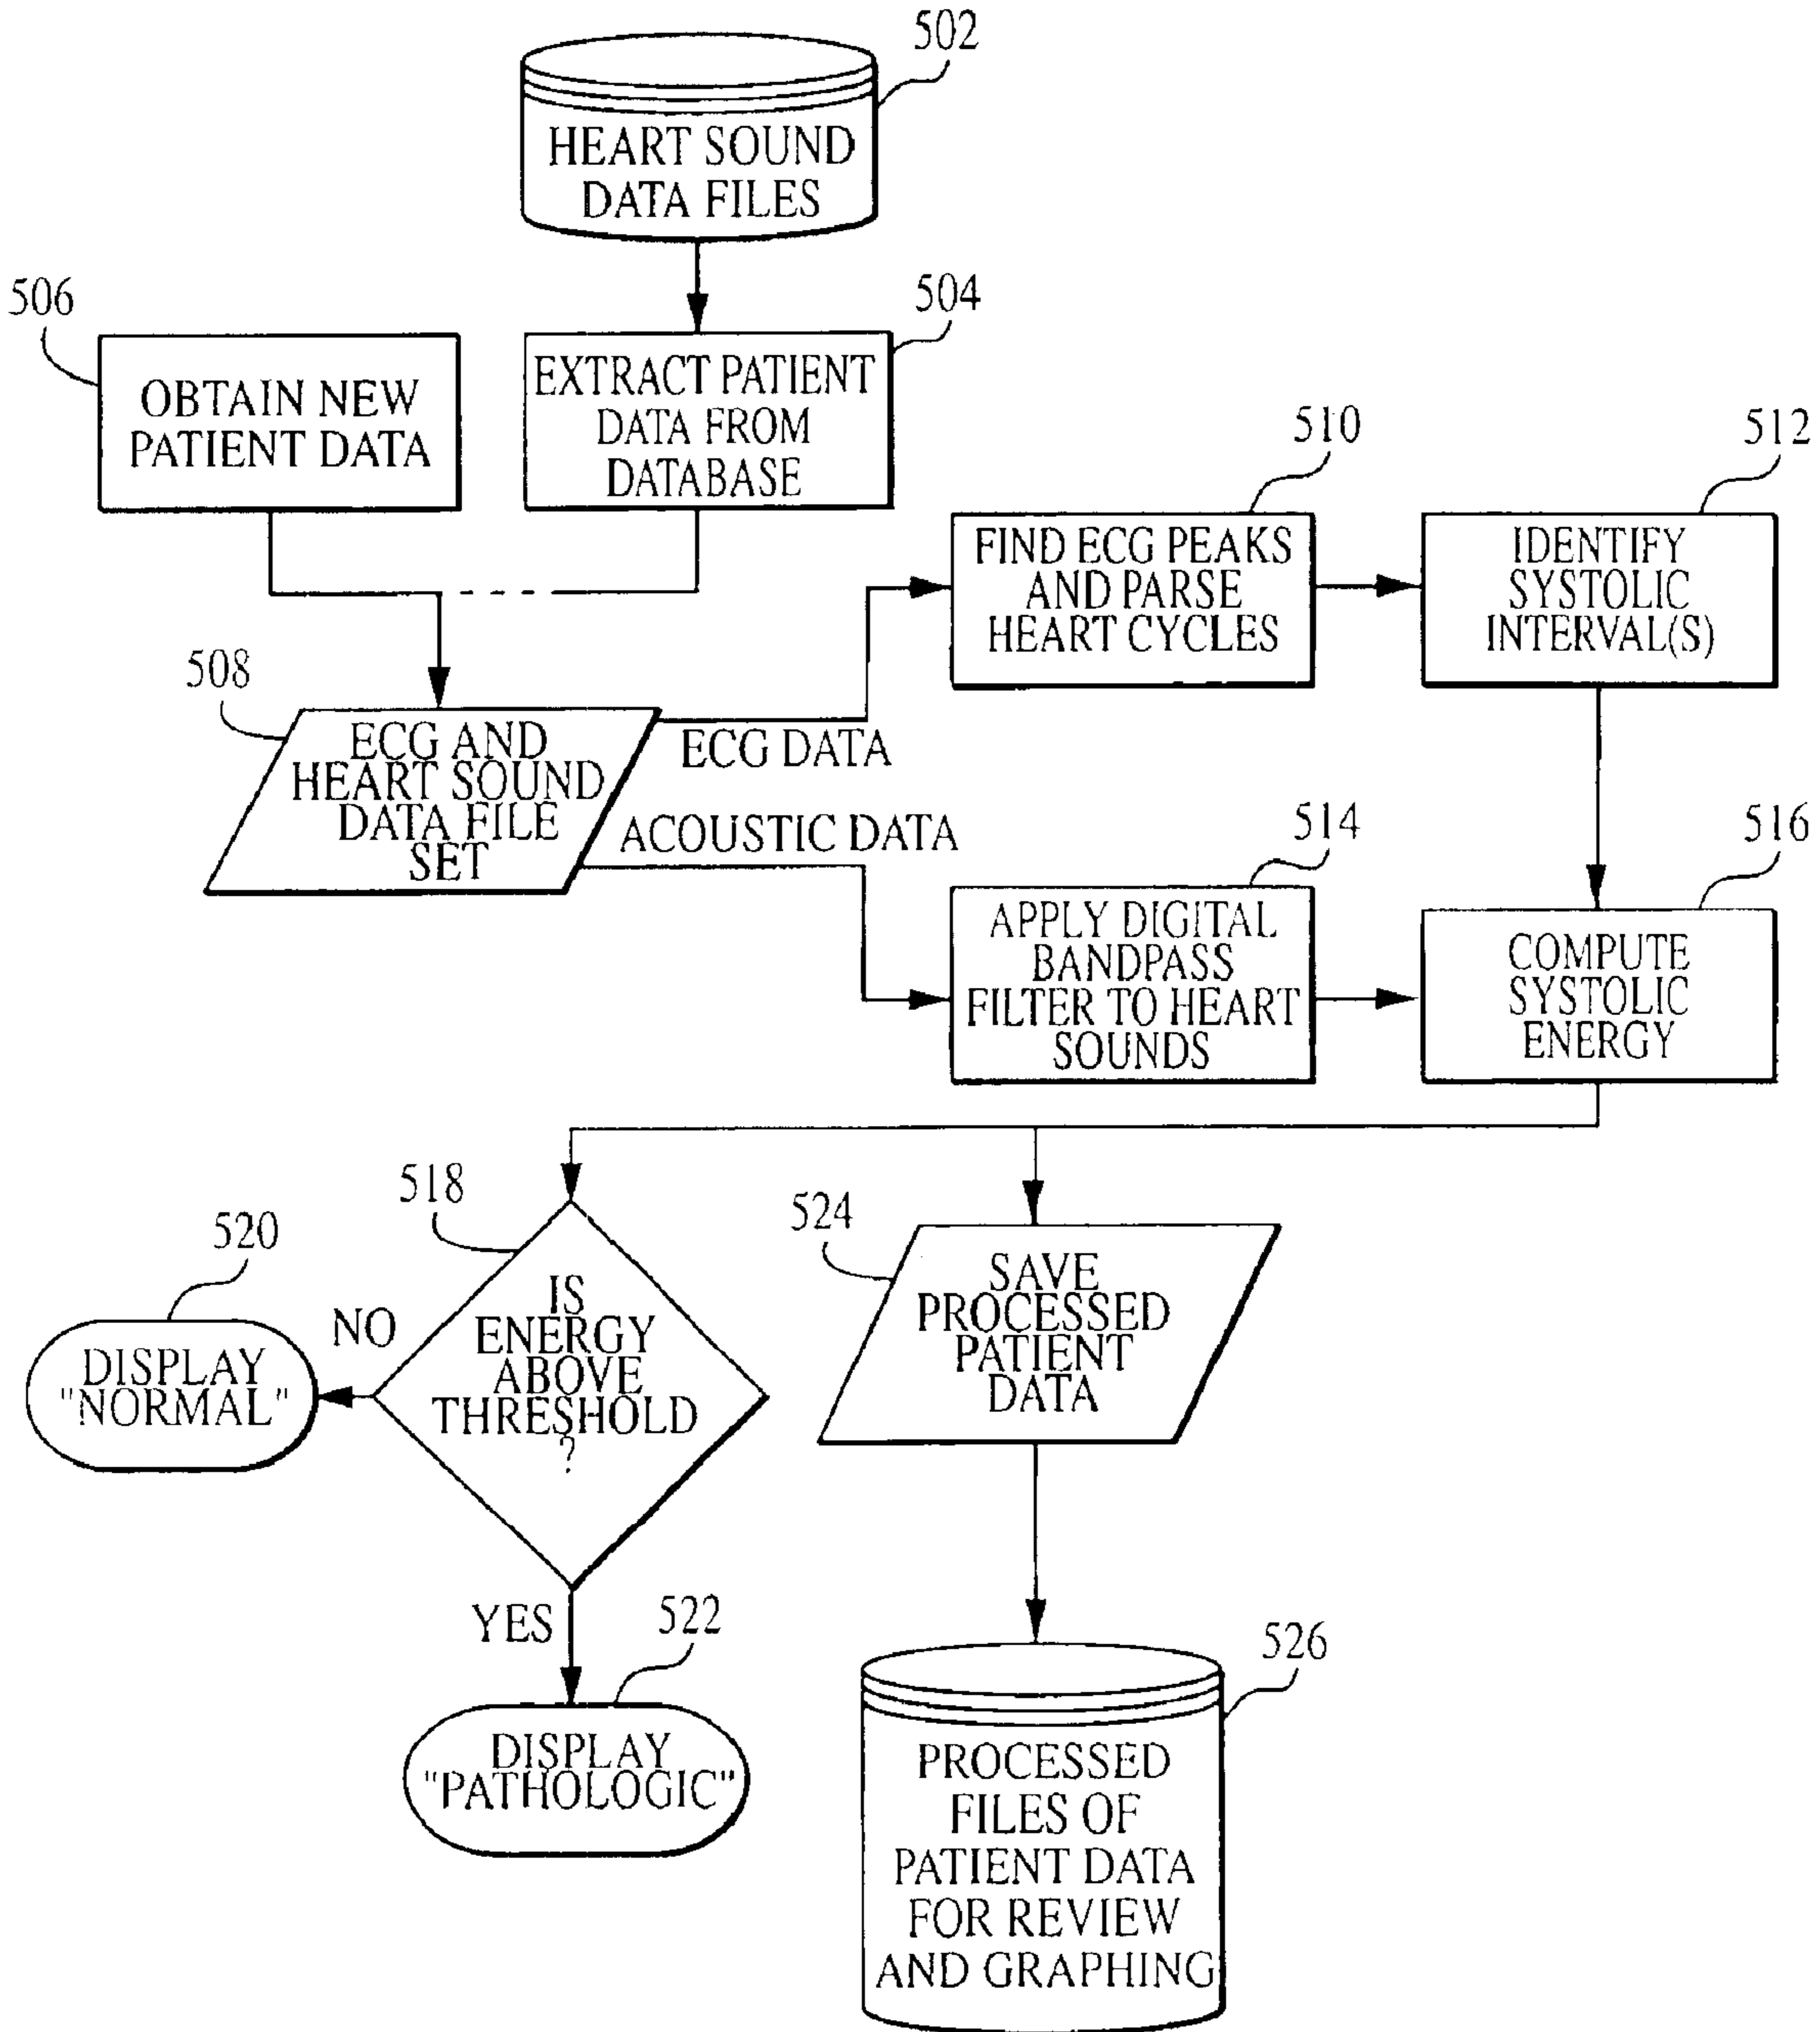 502
HEART SOUND
DATA FILES
506
OBTAIN NEW
PATIENT DATA
504
EXTRACT PATIENT
DATA FROM
DATABASE
510
FIND ECG PEAKS
AND PARSE
HEART CYCLES
512
IDENTIFY
SYSTOLIC
INTERVAL(S)
508
ECG AND
HEART SOUND
DATA FILE
SET
ECG DATA
ACOUSTIC DATA
514
APPLY DIGITAL
BANDPASS
FILTER TO HEART
SOUNDS
516
COMPUTE
SYSTOLIC
ENERGY
518
IS
ENERGY
ABOVE
THRESHOLD
?
NO
520
DISPLAY
"NORMAL"
YES
522
DISPLAY
"PATHOLOGIC"
524
SAVE
PROCESSED
PATIENT
DATA
526
PROCESSED
FILES OF
PATIENT DATA
FOR REVIEW
AND GRAPHING